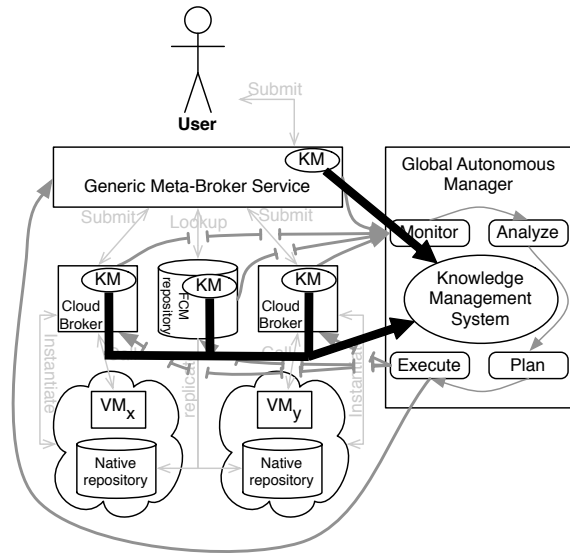 Submit
User
KM
Generic Meta-Broker Service
Global Autonomous
Manager
Submit
Lookup
Submit
Monitor
Analyze
KM
Cloud
Broker
KM
FCM
repository
KM
Cloud
Broker
Knowledge
Management
System
Execute
Plan
Instantiate
Instantiate
VMx
VMy
Native
repository
Native
repository